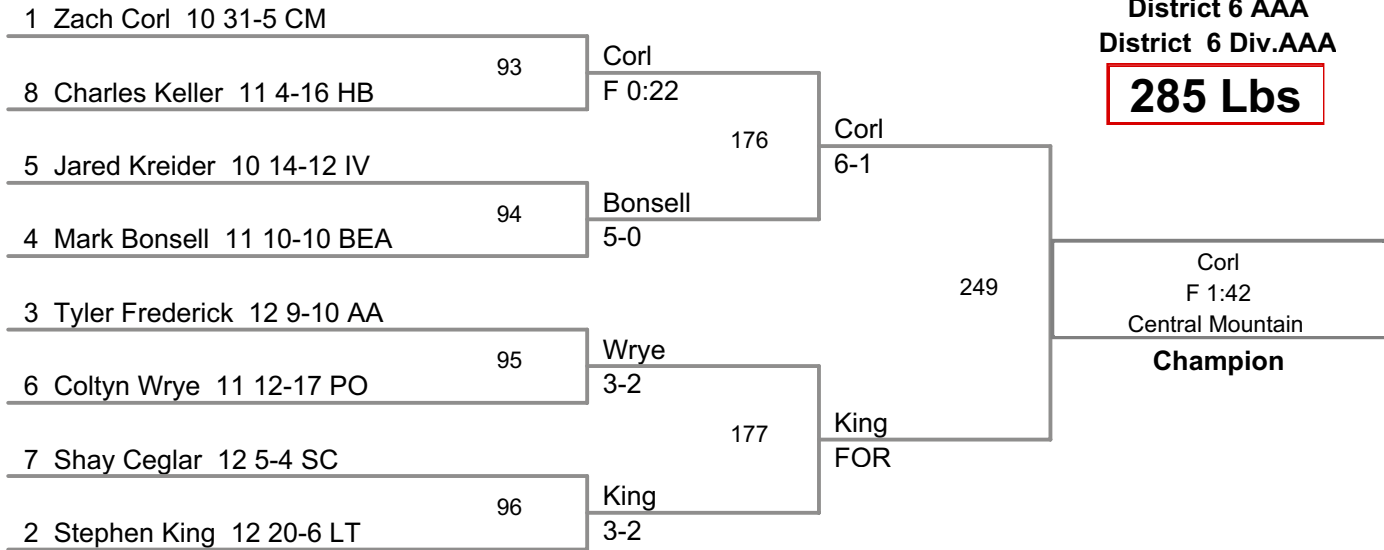 District 6 AAA
District 6 Div.AAA
285 Lbs
1 Zach Corl 10 31-5 CM
93
8 Charles Keller 11 4-16 HB
Corl
F 0:22
5 Jared Kreider 10 14-12 IV
94
4 Mark Bonsell 11 10-10 BEA
Bonsell
5-0
176
Corl
6-1
3 Tyler Frederick 12 9-10 AA
95
6 Coltyn Wrye 11 12-17 PO
Wrye
3-2
7 Shay Ceglar 12 5-4 SC
96
2 Stephen King 12 20-6 LT
King
3-2
177
King
FOR
249
Corl
F 1:42
Central Mountain
Champion